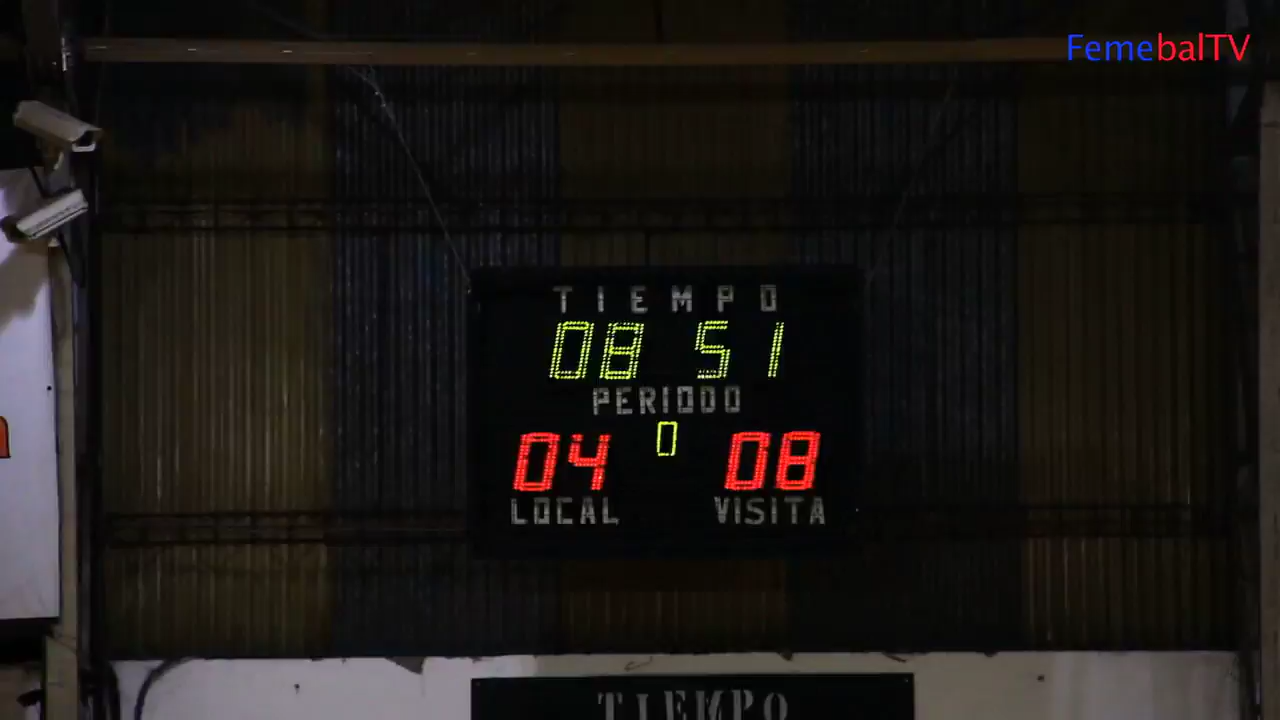 FemebalTV
TIEMPO
08 51
PERIODO
04 0 08
LOCAL VISITA
TIEMPO